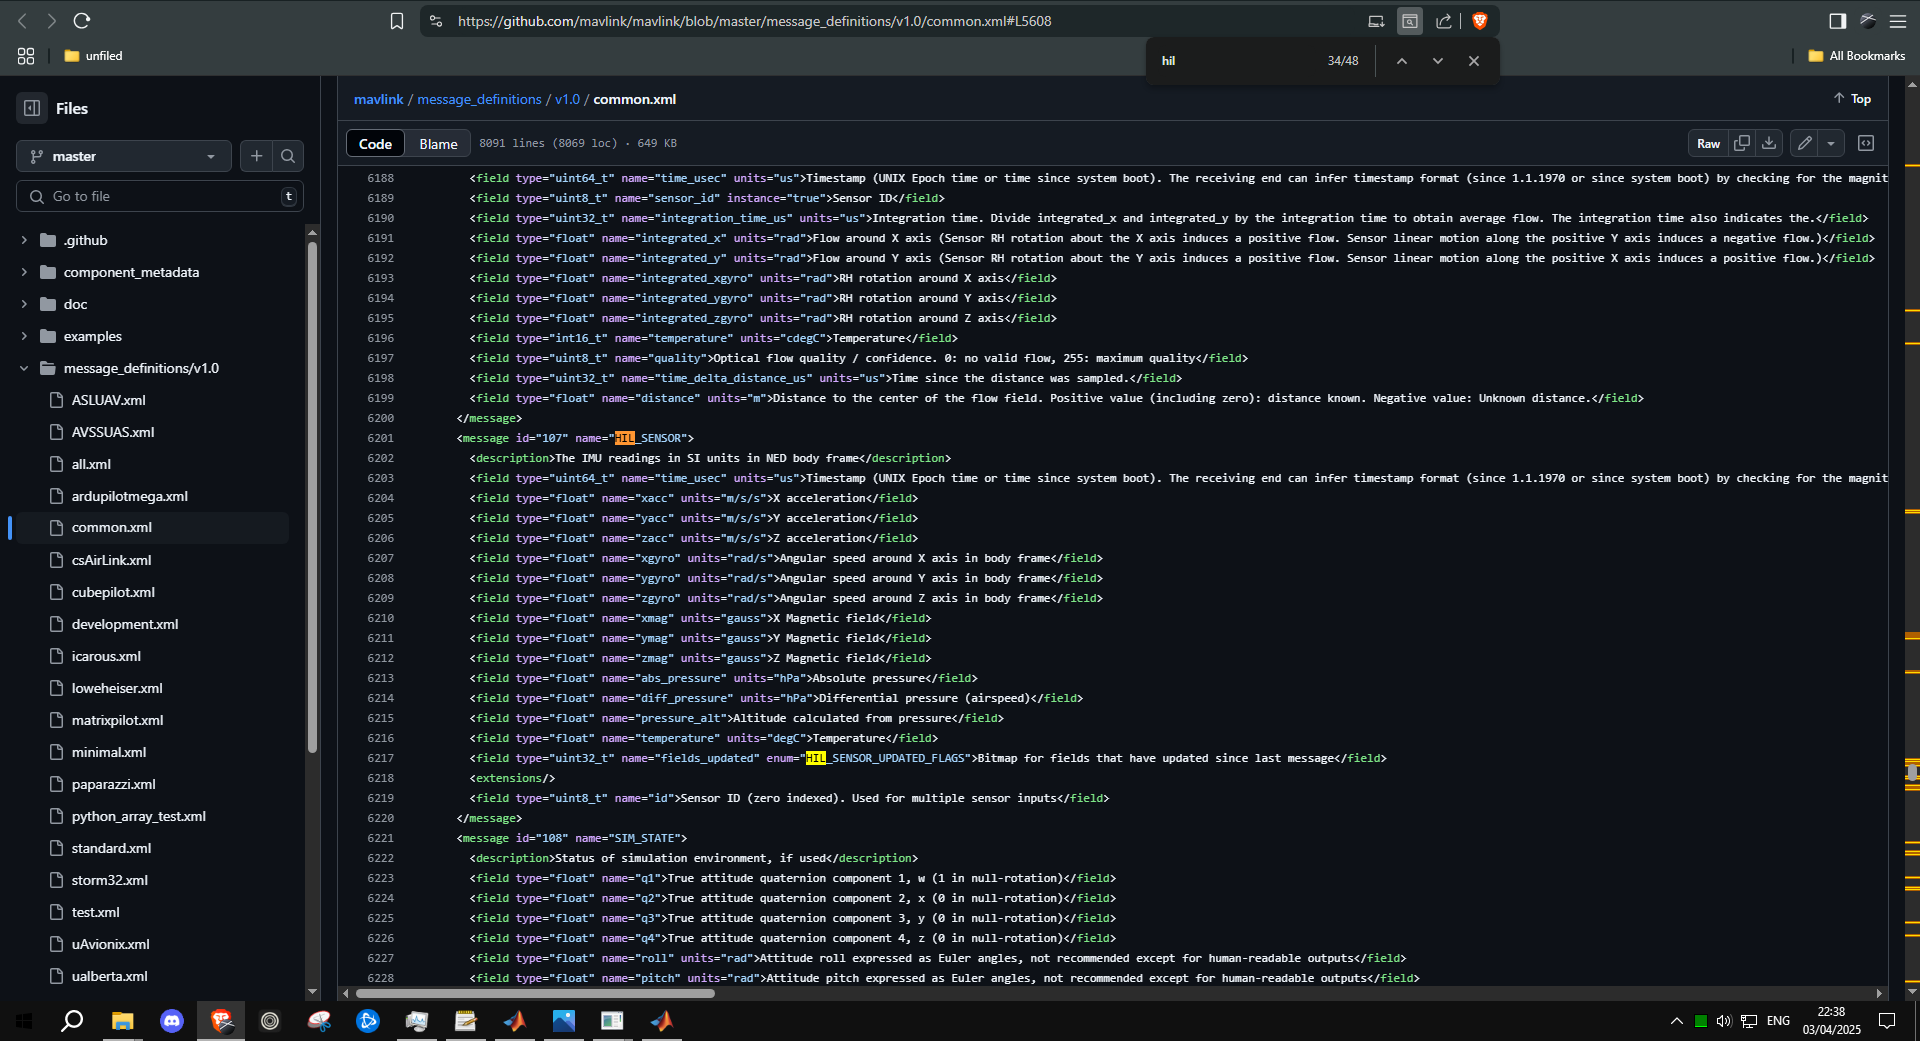 https://github.com/mavlink/mavlink/blob/master/message_definitions/v1.0/common.xml#L5608
unfiled
All Bookmarks
hil
34/48
Files
master
Go to file
t
.github
component_metadata
doc
examples
message_definitions/v1.0
ASLUAV.xml
AVSSUAS.xml
all.xml
ardupilotmega.xml
common.xml
csAirLink.xml
cubepilot.xml
development.xml
icarous.xml
loweheiser.xml
matrixpilot.xml
minimal.xml
paparazzi.xml
python_array_test.xml
standard.xml
storm32.xml
test.xml
uAvionix.xml
ualberta.xml
mavlink / message_definitions / v1.0 / common.xml
Top
Code
Blame
8091 lines (8069 loc) · 649 KB
Raw
6188 <field type="uint64_t" name="time_usec" units="us">Timestamp (UNIX Epoch time or time since system boot). The receiving end can infer timestamp format (since 1.1.1970 or since system boot) by checking for the magnit
6189 <field type="uint8_t" name="sensor_id" instance="true">Sensor ID</field>
6190 <field type="uint32_t" name="integration_time_us" units="us">Integration time. Divide integrated_x and integrated_y by the integration time to obtain average flow. The integration time also indicates the.</field>
6191 <field type="float" name="integrated_x" units="rad">Flow around X axis (Sensor RH rotation about the X axis induces a positive flow. Sensor linear motion along the positive Y axis induces a negative flow.)</field>
6192 <field type="float" name="integrated_y" units="rad">Flow around Y axis (Sensor RH rotation about the Y axis induces a positive flow. Sensor linear motion along the positive X axis induces a positive flow.)</field>
6193 <field type="float" name="integrated_xgyro" units="rad">RH rotation around X axis</field>
6194 <field type="float" name="integrated_ygyro" units="rad">RH rotation around Y axis</field>
6195 <field type="float" name="integrated_zgyro" units="rad">RH rotation around Z axis</field>
6196 <field type="int16_t" name="temperature" units="cdegC">Temperature</field>
6197 <field type="uint8_t" name="quality">Optical flow quality / confidence. 0: no valid flow, 255: maximum quality</field>
6198 <field type="uint32_t" name="time_delta_distance_us" units="us">Time since the distance was sampled.</field>
6199 <field type="float" name="distance" units="m">Distance to the center of the flow field. Positive value (including zero): distance known. Negative value: Unknown distance.</field>
6200 </message>
6201 <message id="107" name="HIL_SENSOR">
6202 <description>The IMU readings in SI units in NED body frame</description>
6203 <field type="uint64_t" name="time_usec" units="us">Timestamp (UNIX Epoch time or time since system boot). The receiving end can infer timestamp format (since 1.1.1970 or since system boot) by checking for the magnit
6204 <field type="float" name="xacc" units="m/s/s">X acceleration</field>
6205 <field type="float" name="yacc" units="m/s/s">Y acceleration</field>
6206 <field type="float" name="zacc" units="m/s/s">Z acceleration</field>
6207 <field type="float" name="xgyro" units="rad/s">Angular speed around X axis in body frame</field>
6208 <field type="float" name="ygyro" units="rad/s">Angular speed around Y axis in body frame</field>
6209 <field type="float" name="zgyro" units="rad/s">Angular speed around Z axis in body frame</field>
6210 <field type="float" name="xmag" units="gauss">X Magnetic field</field>
6211 <field type="float" name="ymag" units="gauss">Y Magnetic field</field>
6212 <field type="float" name="zmag" units="gauss">Z Magnetic field</field>
6213 <field type="float" name="abs_pressure" units="hPa">Absolute pressure</field>
6214 <field type="float" name="diff_pressure" units="hPa">Differential pressure (airspeed)</field>
6215 <field type="float" name="pressure_alt">Altitude calculated from pressure</field>
6216 <field type="float" name="temperature" units="degC">Temperature</field>
6217 <field type="uint32_t" name="fields_updated" enum="HIL_SENSOR_UPDATED_FLAGS">Bitmap for fields that have updated since last message</field>
6218 <extensions/>
6219 <field type="uint8_t" name="id">Sensor ID (zero indexed). Used for multiple sensor inputs</field>
6220 </message>
6221 <message id="108" name="SIM_STATE">
6222 <description>Status of simulation environment, if used</description>
6223 <field type="float" name="q1">True attitude quaternion component 1, w (1 in null-rotation)</field>
6224 <field type="float" name="q2">True attitude quaternion component 2, x (0 in null-rotation)</field>
6225 <field type="float" name="q3">True attitude quaternion component 3, y (0 in null-rotation)</field>
6226 <field type="float" name="q4">True attitude quaternion component 4, z (0 in null-rotation)</field>
6227 <field type="float" name="roll" units="rad">Attitude roll expressed as Euler angles, not recommended except for human-readable outputs</field>
6228 <field type="float" name="pitch" units="rad">Attitude pitch expressed as Euler angles, not recommended except for human-readable outputs</field>
ENG
22:38
03/04/2025